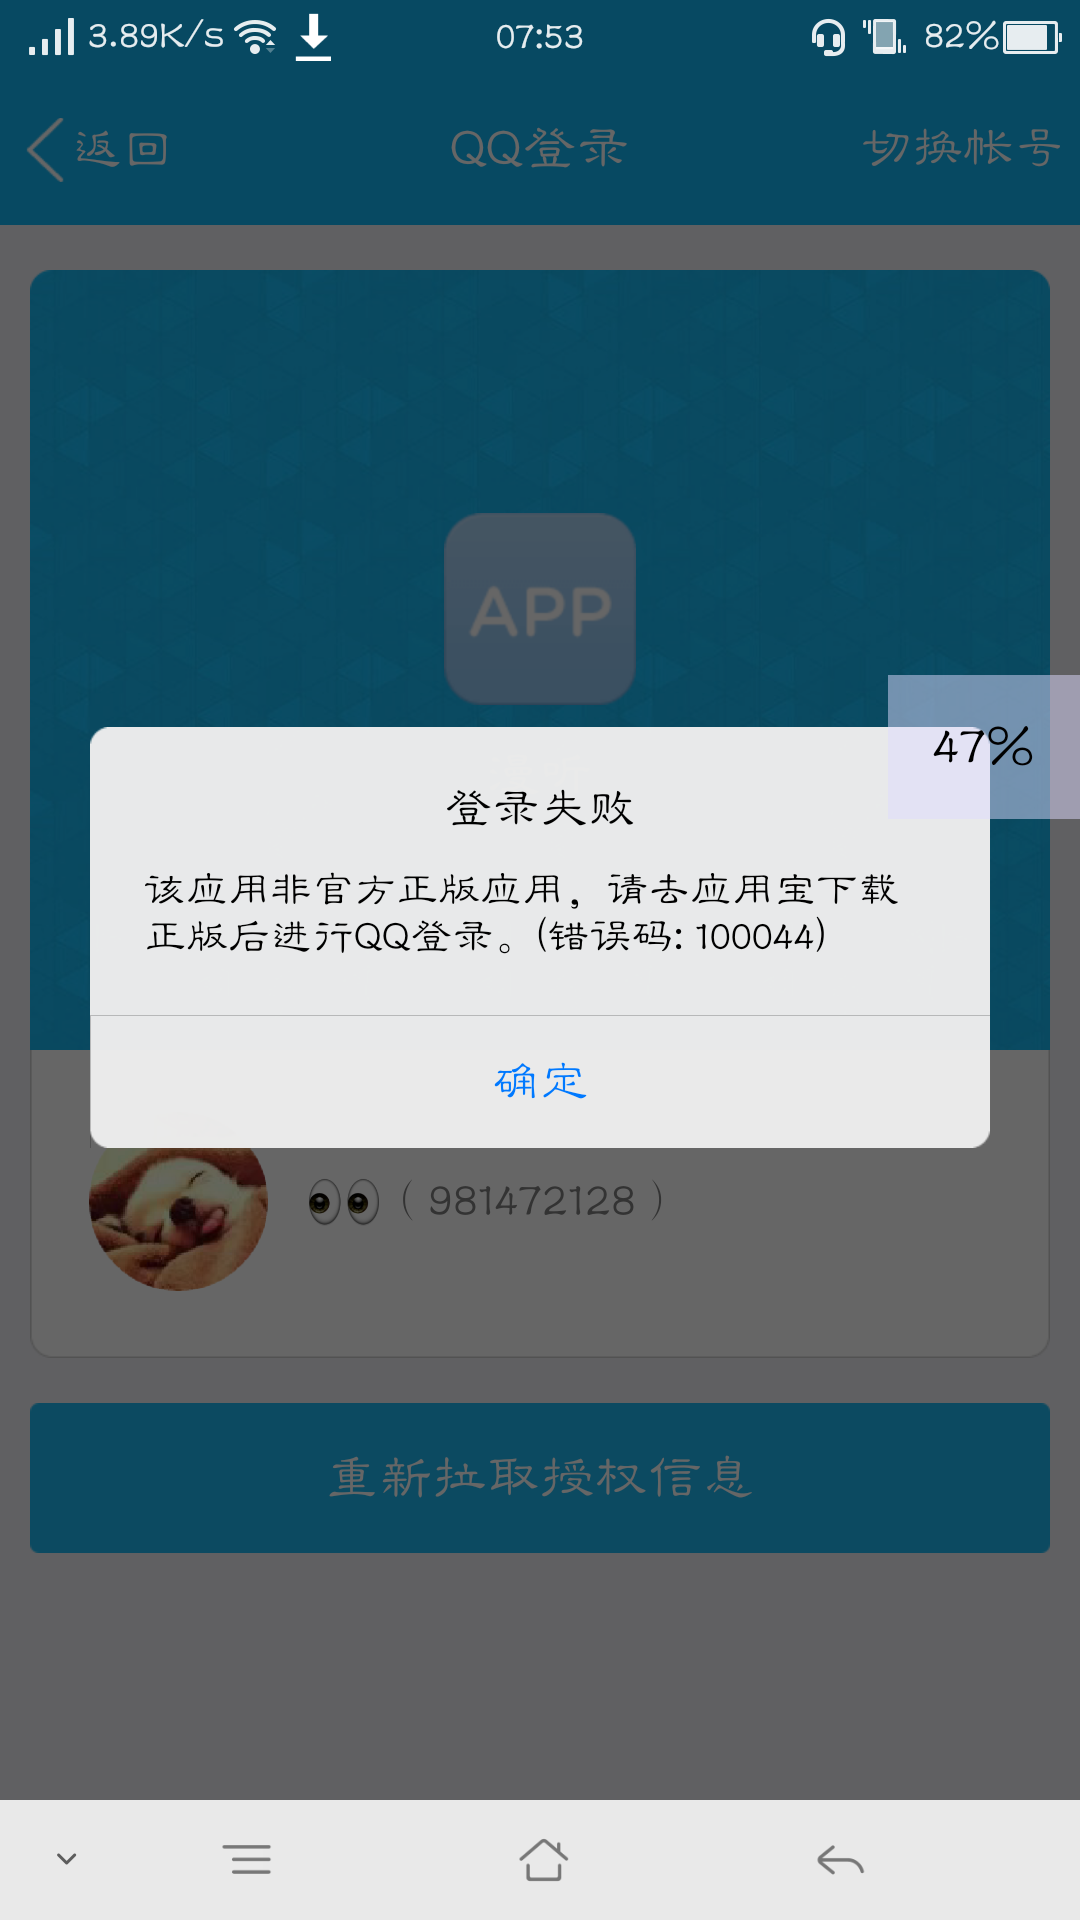 3.89K/s 07:53 82%
返回 QQ登录 切换帐号
APP
47%
登录失败
该应用非官方正版应用，请去应用宝下载
正版后进行QQ登录。(错误码: 100044)
确定
👀（981472128）
重新拉取授权信息